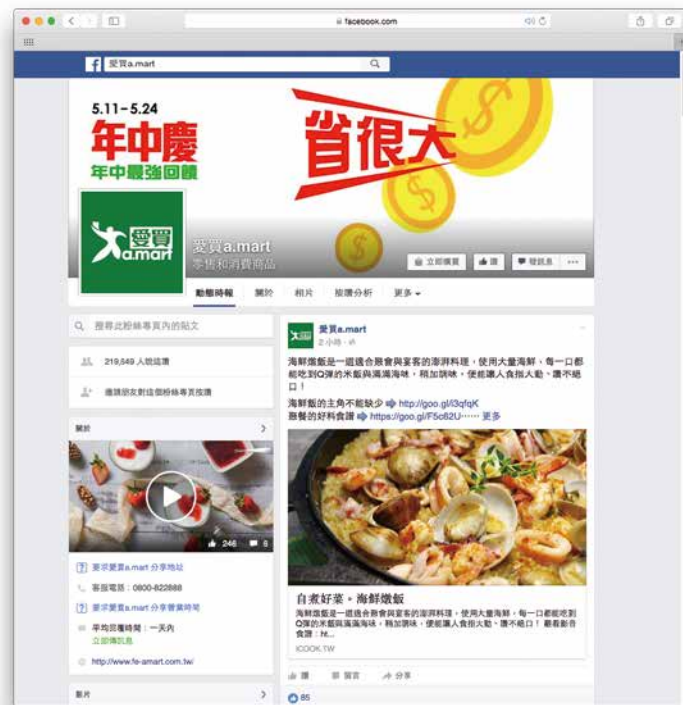 facebook.com
愛買a.mart
5.11-5.24
年中慶
年中最強回饋
省很大
愛買
a.mart
愛買a.mart
零售和消費商品
立即購買
讚
發訊息
動態時報
關於
相片
按讚分析
更多
搜尋此粉絲專頁內的貼文
219,649 人說這讚
邀請朋友對這個粉絲專頁按讚
關於
246
6
要求愛買a.mart 分享地址
客服電話:0800-822888
要求愛買a.mart 分享營業時間
平均回覆時間:一天內
立即傳訊息
http://www.fe-amart.com.tw/
影片
愛買a.mart
2 小時
海鮮燉飯是一道適合聚會與宴客的澎湃料理,使用大量海鮮,每一口都
能吃到Q彈的米飯與滿滿海味,稍加調味,便能讓人食指大動、讚不絕
口!
海鮮飯的主角不能缺少 http://goo.gl/i3qfqK
聚餐的好料食譜 https://goo.gl/F5c62U⋯⋯ 更多
自煮好菜。海鮮燉飯
海鮮燉飯是一道適合聚會與宴客的澎湃料理,使用大量海鮮,每一口都能吃到
Q彈的米飯與滿滿海味,稍加調味,便能讓人食指大動、讚不絕口! 觀看影音
食譜:ht...
ICOOK.TW
讚
留言
分享
85